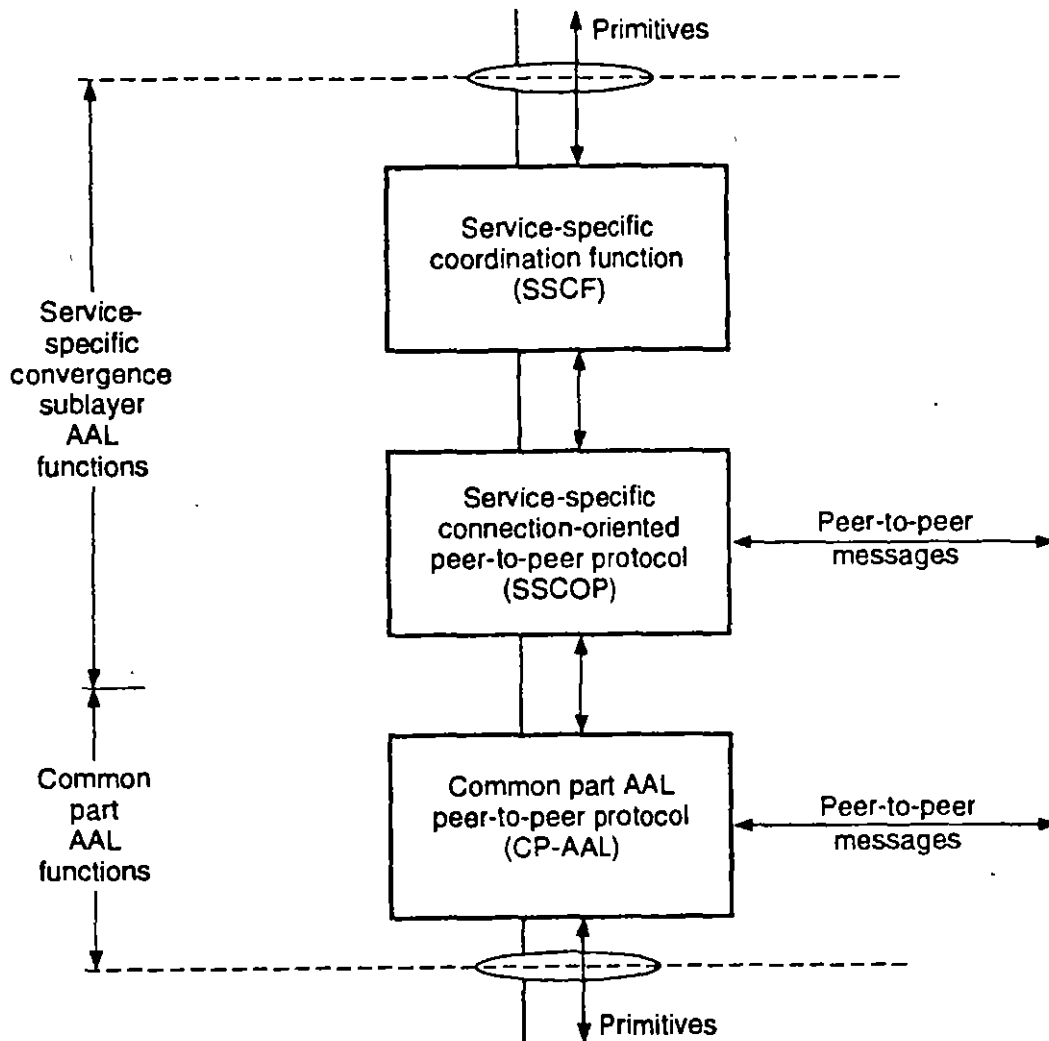 Primitives
Service-specific
coordination function
(SSCF)
Service-
specific
convergence
sublayer
AAL
functions
Service-specific
connection-oriented
peer-to-peer protocol
(SSCOP)
Peer-to-peer
messages
Common
part
AAL
functions
Common part AAL
peer-to-peer protocol
(CP-AAL)
Peer-to-peer
messages
Primitives